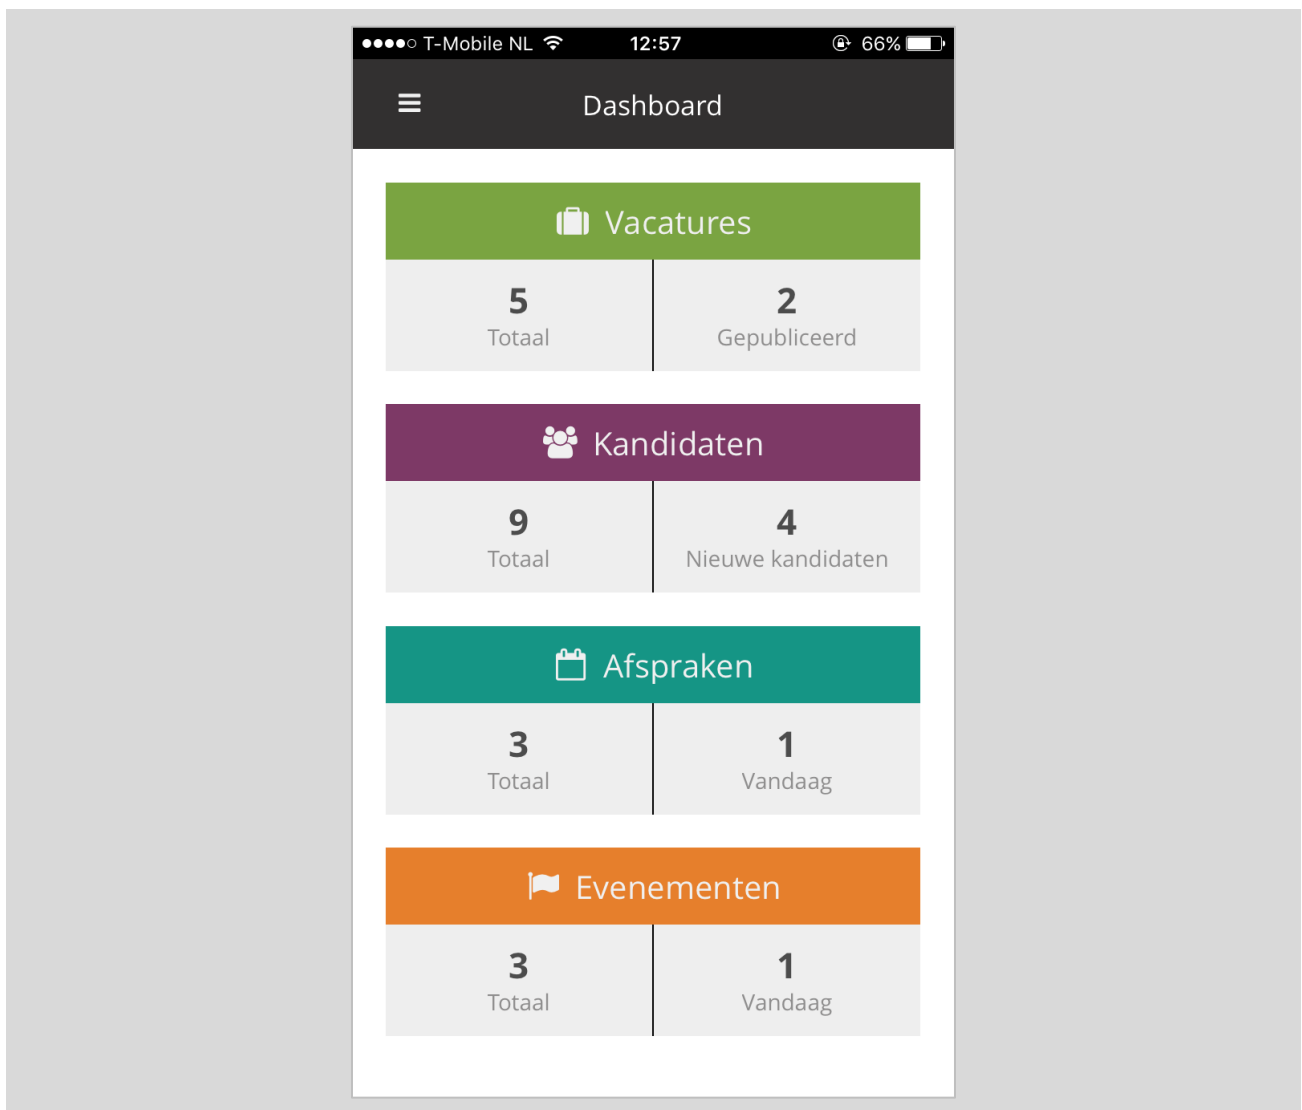 T-Mobile NL 12:57 66%
Dashboard
Vacatures
5 2
Totaal Gepubliceerd
Kandidaten
9 4
Totaal Nieuwe kandidaten
Afspraken
3 1
Totaal Vandaag
Evenementen
3 1
Totaal Vandaag